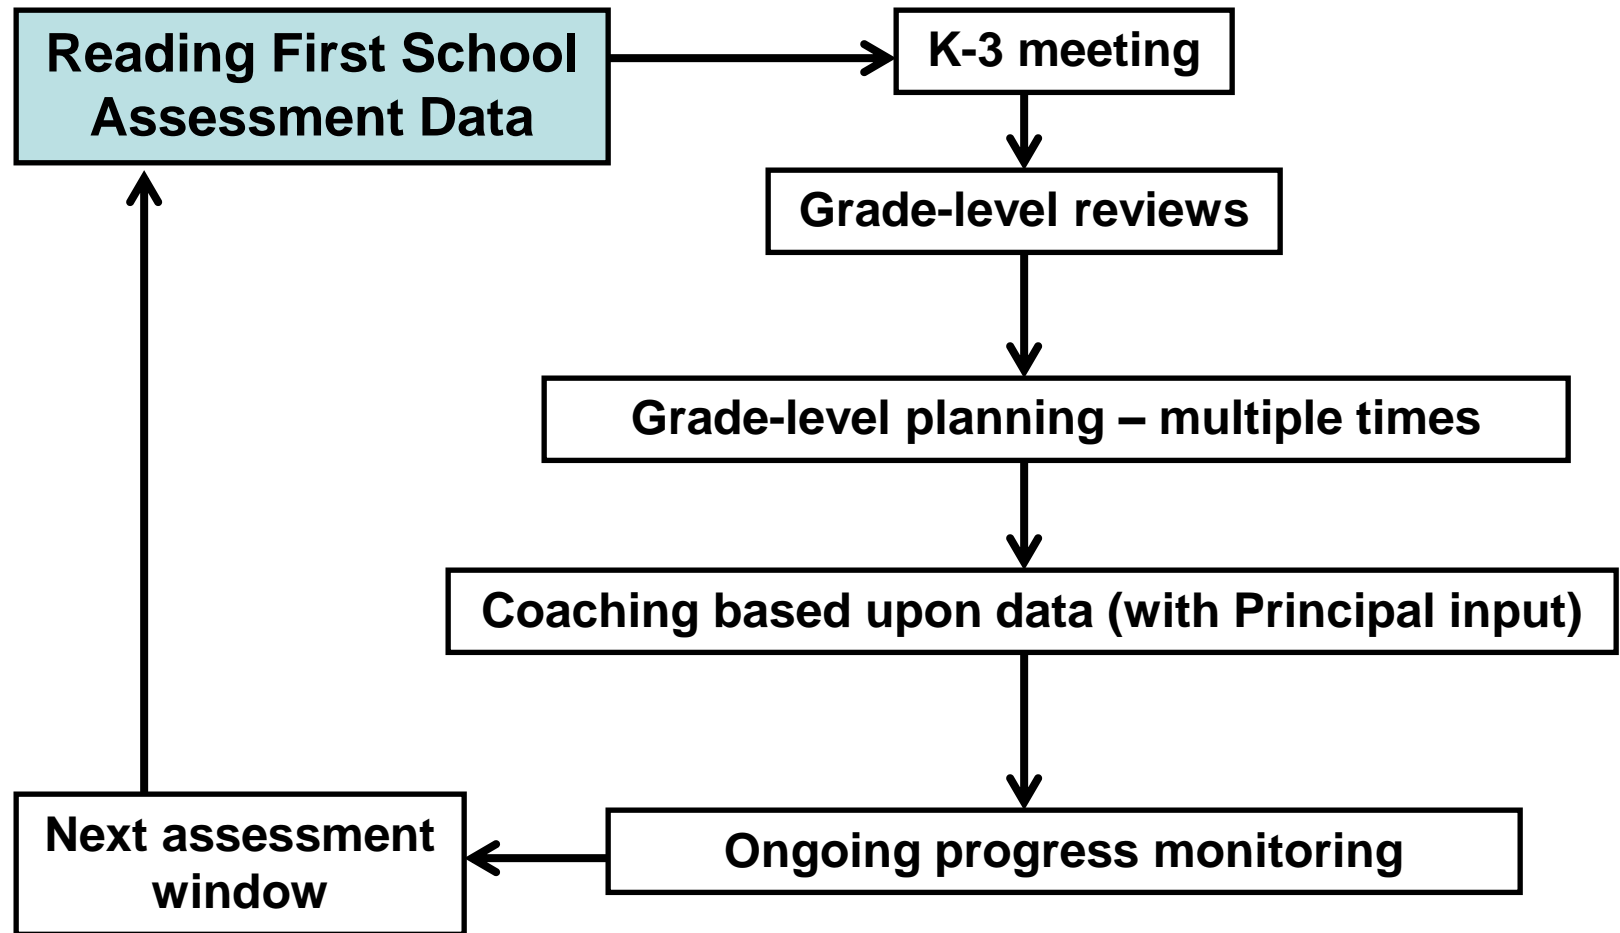 Reading First School
Assessment Data
K-3 meeting
Grade-level reviews
Grade-level planning – multiple times
Coaching based upon data (with Principal input)
Ongoing progress monitoring
Next assessment
window